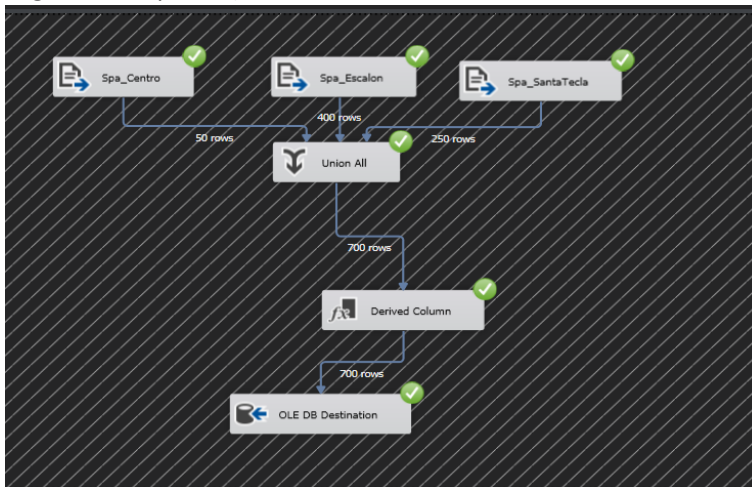 Spa_Centro
Spa_Escalon
Spa_SantaTecla
400 rows
50 rows
250 rows
Union All
700 rows
fx
Derived Column
700 rows
OLE DB Destination